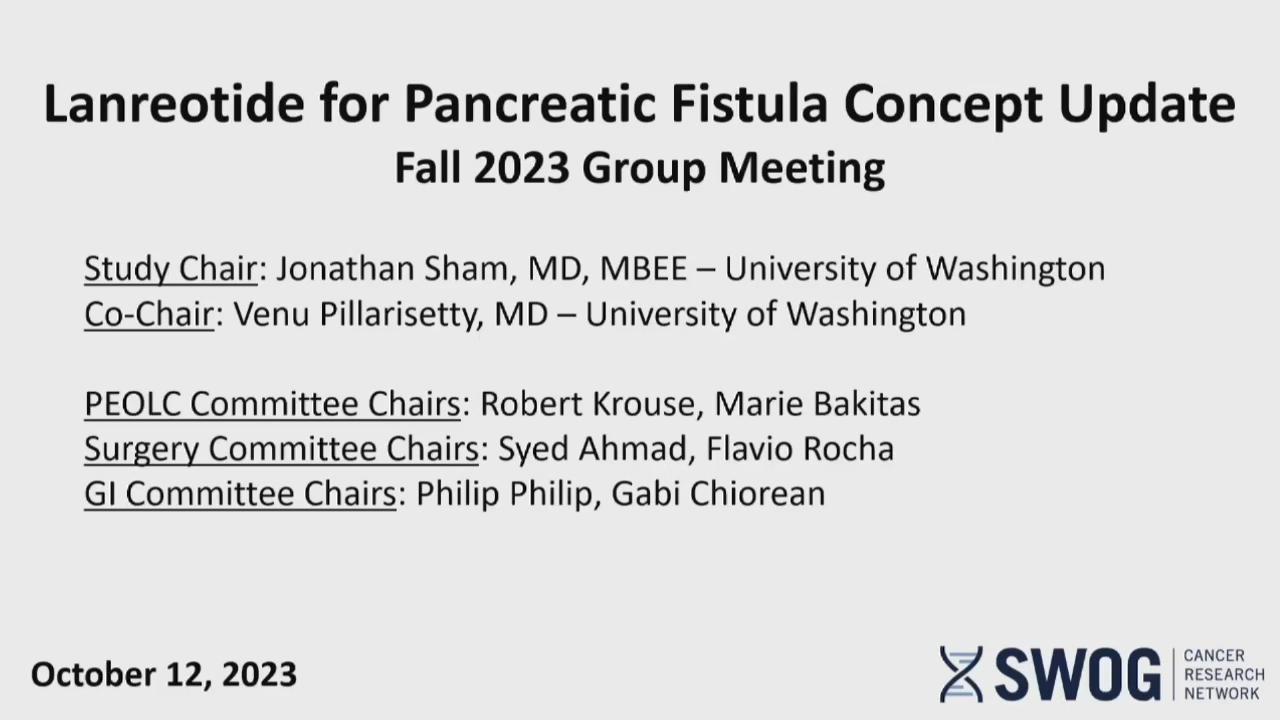 Lanreotide for Pancreatic Fistula Concept Update
Fall 2023 Group Meeting
Study Chair: Jonathan Sham, MD, MBEE – University of Washington
Co-Chair: Venu Pillarisetty, MD – University of Washington
PEOLC Committee Chairs: Robert Krouse, Marie Bakitas
Surgery Committee Chairs: Syed Ahmad, Flavio Rocha
GI Committee Chairs: Philip Philip, Gabi Chiorean
October 12, 2023
SWOG
CANCER
RESEARCH
NETWORK